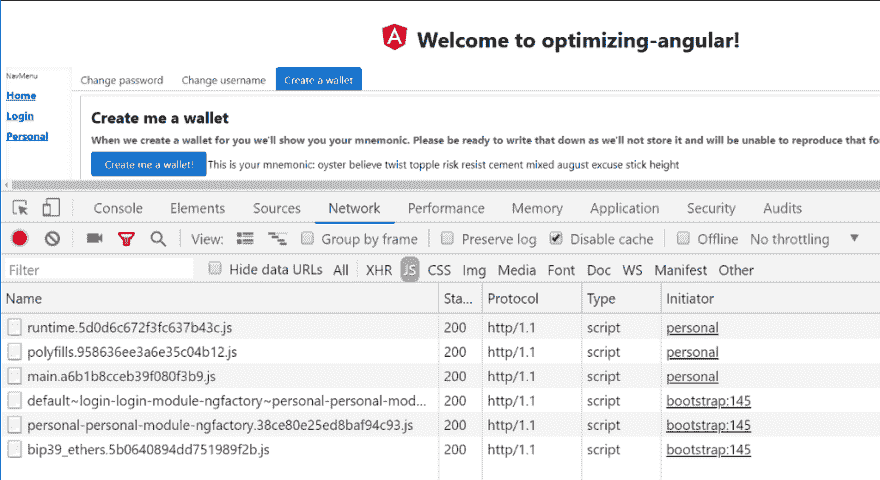 Welcome to optimizing-angular!
NavMenu
Change password Change username Create a wallet
Home
Login
Personal
Create me a wallet
When we create a wallet for you we'll show you your mnemonic. Please be ready to write that down as we'll not store it and will be unable to reproduce that fo
Create me a wallet! This is your mnemonic: oyster believe twist topple risk resist cement mixed august excuse stick height
Console Elements Sources Network Performance Memory Application Security Audits
View: Group by frame Preserve log Disable cache Offline No throttling
Filter Hide data URLs All XHR JS CSS Img Media Font Doc WS Manifest Other
Name Sta... Protocol Type Initiator
runtime.5d0d6c672f3fc637b43c.js 200 http/1.1 script personal
polyfills.958636ee3a6e35c04b12.js 200 http/1.1 script personal
main.a6b1b8cceb39f080f3b9.js 200 http/1.1 script personal
default~login-login-module-ngfactory~personal-personal-mod... 200 http/1.1 script bootstrap:145
personal-personal-module-ngfactory.38ce80e25ed8baf94c93.js 200 http/1.1 script bootstrap:145
bip39_ethers.5b0640894dd751989f2b.js 200 http/1.1 script bootstrap:145